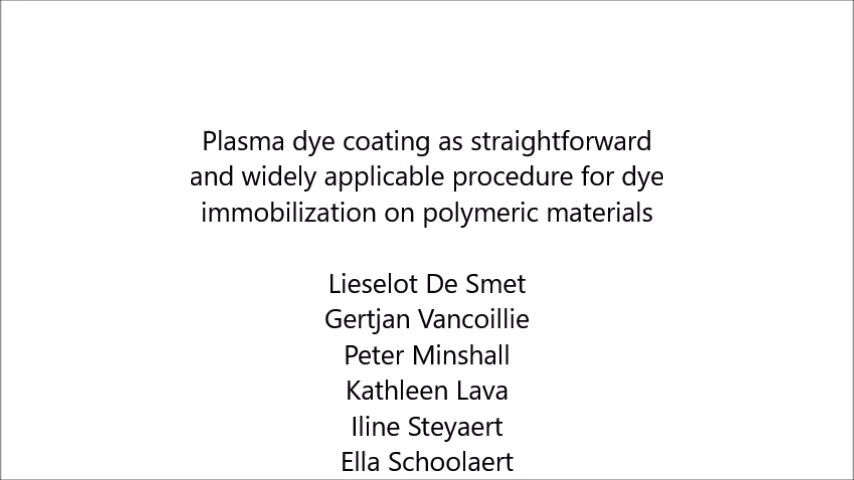 Plasma dye coating as straightforward
and widely applicable procedure for dye
immobilization on polymeric materials
Lieselot De Smet
Gertjan Vancoillie
Peter Minshall
Kathleen Lava
Iline Steyaert
Ella Schoolaert